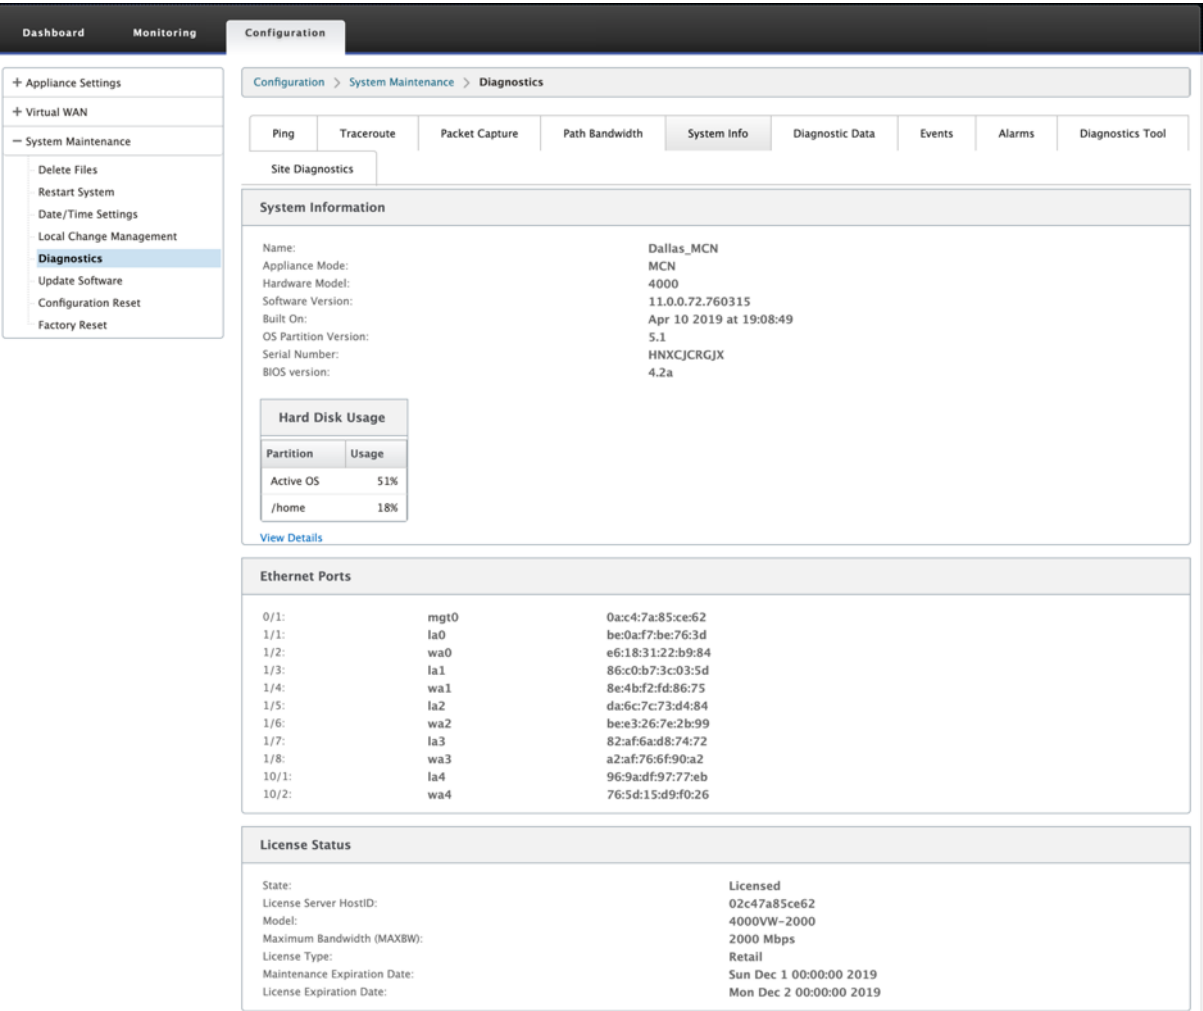 Dashboard Monitoring Configuration
+ Appliance Settings
+ Virtual WAN
− System Maintenance
Delete Files
Restart System
Date/Time Settings
Local Change Management
Diagnostics
Update Software
Configuration Reset
Factory Reset
Configuration > System Maintenance > Diagnostics
Ping Traceroute Packet Capture Path Bandwidth System Info Diagnostic Data Events Alarms Diagnostics Tool
Site Diagnostics
System Information
Name: Dallas_MCN
Appliance Mode: MCN
Hardware Model: 4000
Software Version: 11.0.0.72.760315
Built On: Apr 10 2019 at 19:08:49
OS Partition Version: 5.1
Serial Number: HNXCJCRGJX
BIOS version: 4.2a
Hard Disk Usage
Partition Usage
Active OS 51%
/home 18%
View Details
Ethernet Ports
0/1: mgt0 0a:c4:7a:85:ce:62
1/1: la0 be:0a:f7:be:76:3d
1/2: wa0 e6:18:31:22:b9:84
1/3: la1 86:c0:b7:3c:03:5d
1/4: wa1 8e:4b:f2:fd:86:75
1/5: la2 da:6c:7c:73:d4:84
1/6: wa2 be:e3:26:7e:2b:99
1/7: la3 82:af:6a:d8:74:72
1/8: wa3 a2:af:76:6f:90:a2
10/1: la4 96:9a:df:97:77:eb
10/2: wa4 76:5d:15:d9:f0:26
License Status
State: Licensed
License Server HostID: 02c47a85ce62
Model: 4000VW-2000
Maximum Bandwidth (MAXBW): 2000 Mbps
License Type: Retail
Maintenance Expiration Date: Sun Dec 1 00:00:00 2019
License Expiration Date: Mon Dec 2 00:00:00 2019